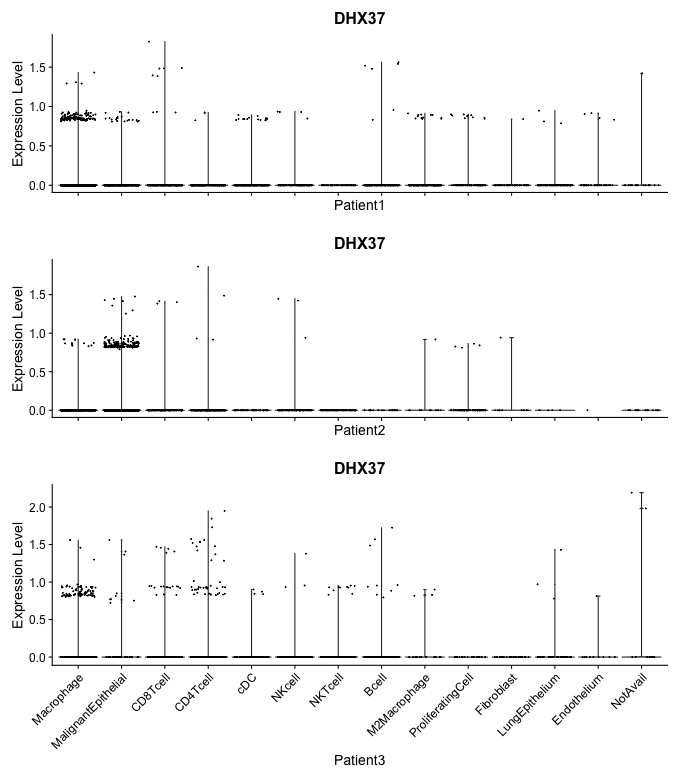 DHX37
Expression Level
1.5
1.0
0.5
0.0
Patient1
DHX37
Expression Level
1.5
1.0
0.5
0.0
Patient2
DHX37
Expression Level
2.0
1.5
1.0
0.5
0.0
Macrophage
MalignantEpithelial
CD8Tcell
CD4Tcell
cDC
NKcell
NKTcell
Bcell
M2Macrophage
ProliferatingCell
Fibroblast
LungEpithelium
Endothelium
NotAvail
Patient3